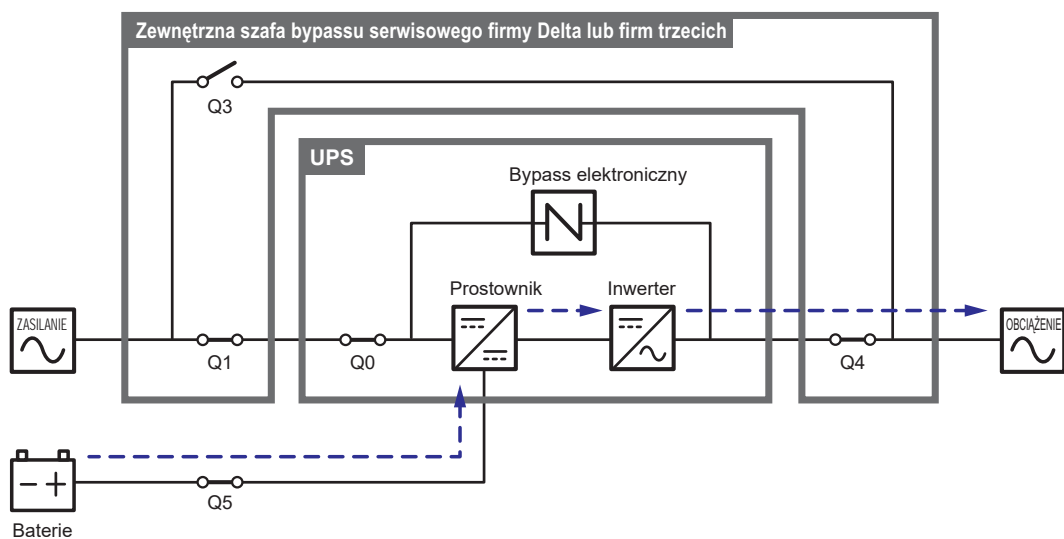 Zewnętrzna szafa bypassu serwisowego firmy Delta lub firm trzecich
Q3
UPS
Bypass elektroniczny
Prostownik
Inwerter
ZASILANIE
OBCIĄŻENIE
Q1
Q0
Q4
Q5
Baterie